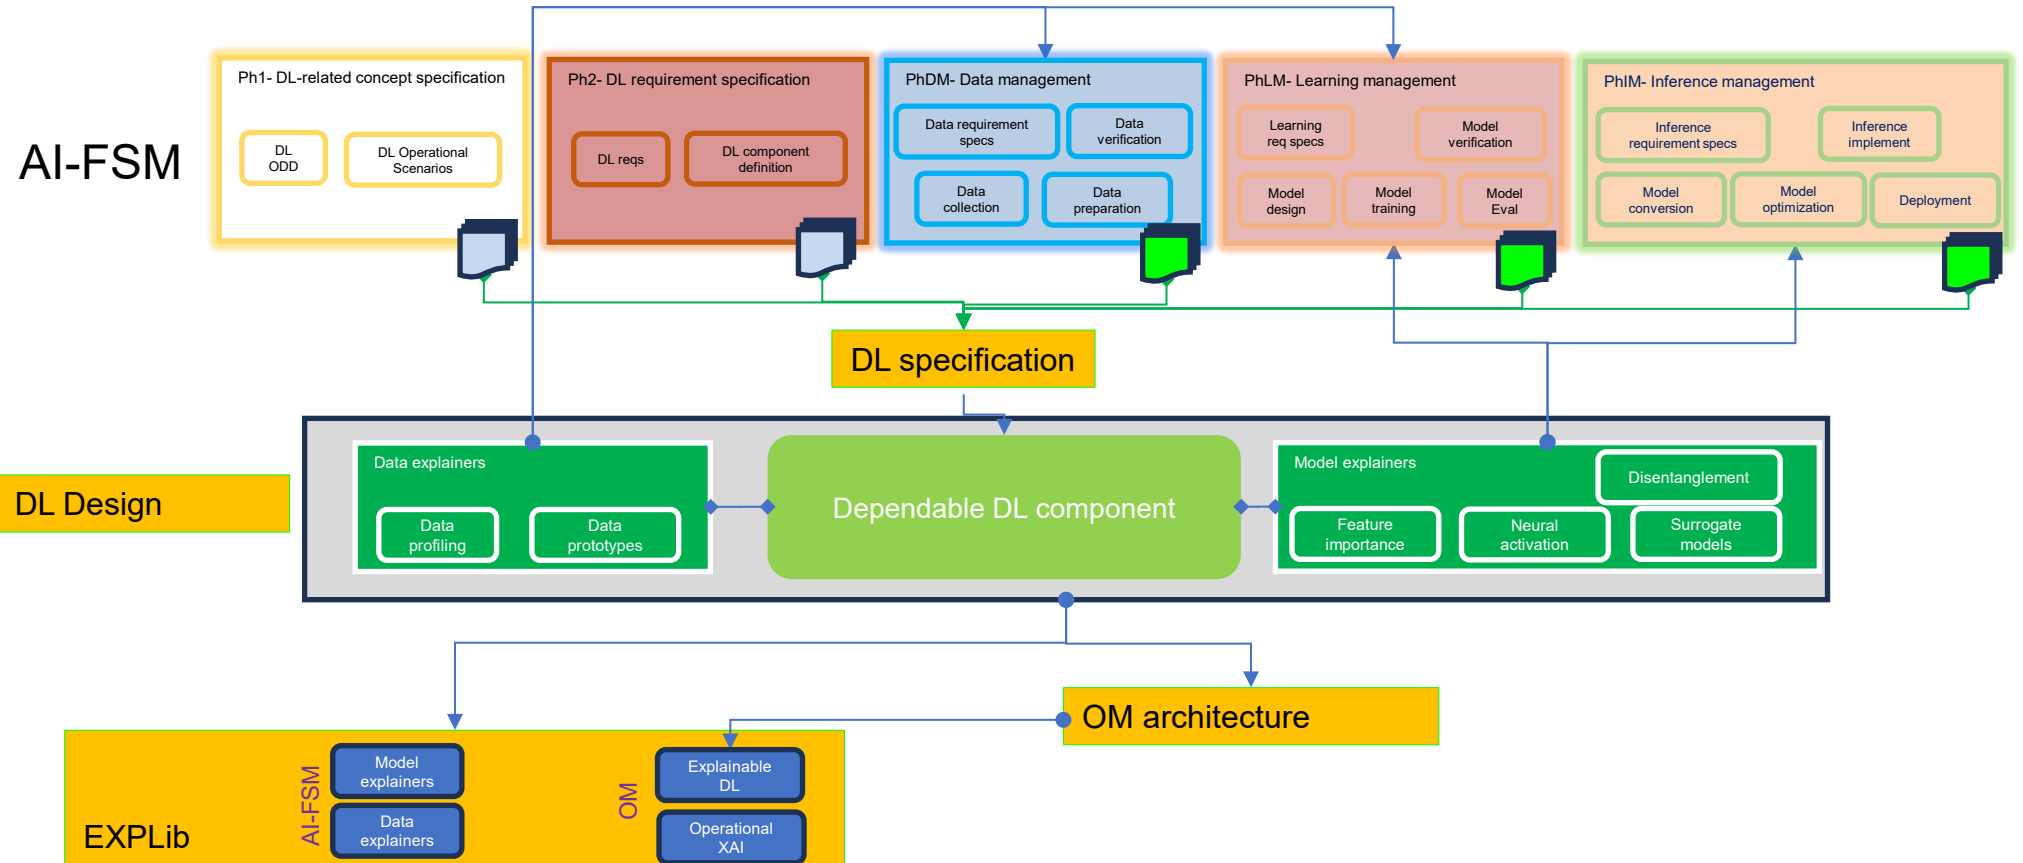 AI-FSM
Ph1- DL-related concept specification
DL
ODD
DL Operational
Scenarios
Ph2- DL requirement specification
DL reqs
DL component
definition
PhDM- Data management
Data requirement
specs
Data
verification
Data
collection
Data
preparation
PhLM- Learning management
Learning
req specs
Model
verification
Model
design
Model
training
Model
Eval
PhIM- Inference management
Inference
requirement specs
Inference
implement
Model
conversion
Model
optimization
Deployment
DL specification
DL Design
Data explainers
Data
profiling
Data
prototypes
Dependable DL component
Model explainers
Disentanglement
Feature
importance
Neural
activation
Surrogate
models
OM architecture
EXPLib
AI-FSM
Model
explainers
Data
explainers
OM
Explainable
DL
Operational
XAI